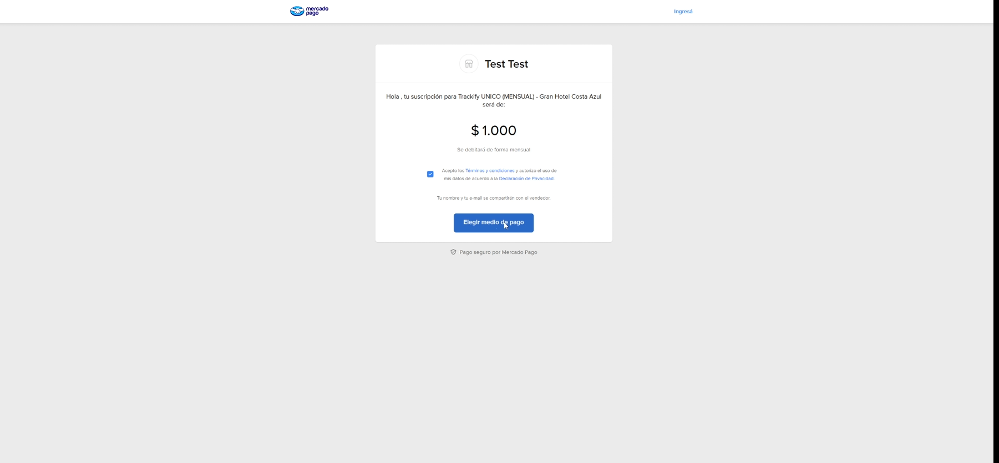 mercado
pago
Ingresá
Test Test
Hola , tu suscripción para Trackify UNICO (MENSUAL) - Gran Hotel Costa Azul
será de:
$ 1.000
Se debitará de forma mensual
Acepto los Términos y condiciones y autorizo el uso de
mis datos de acuerdo a la Declaración de Privacidad.
Tu nombre y tu e-mail se compartirán con el vendedor.
Elegir medio de pago
Pago seguro por Mercado Pago